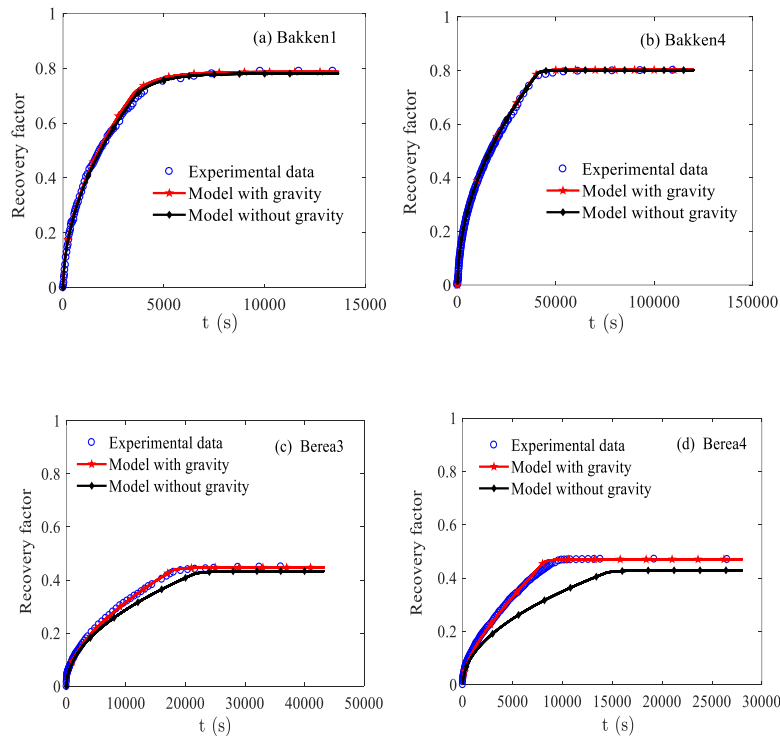 (a) Bakken1
Recovery factor
1
0.8
0.6
0.4
0.2
0
Experimental data
Model with gravity
Model without gravity
0 5000 10000 15000
t (s)
(b) Bakken4
Recovery factor
1
0.8
0.6
0.4
0.2
0
Experimental data
Model with gravity
Model without gravity
0 50000 100000 150000
t (s)
(c) Berea3
Recovery factor
1
0.8
0.6
0.4
0.2
0
Experimental data
Model with gravity
Model without gravity
0 10000 20000 30000 40000 50000
t (s)
(d) Berea4
Recovery factor
1
0.8
0.6
0.4
0.2
0
Experimental data
Model with gravity
Model without gravity
0 5000 10000 15000 20000 25000 30000
t (s)